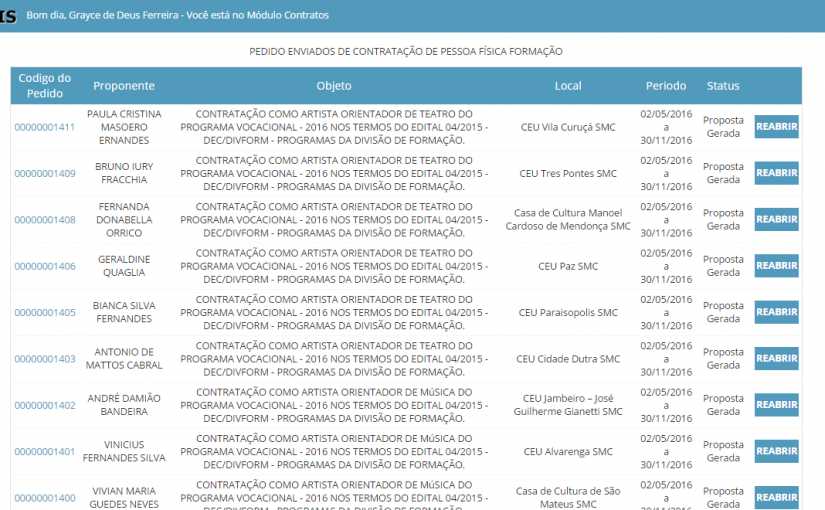 IS Bom dia, Grayce de Deus Ferreira - Você está no Módulo Contratos
PEDIDO ENVIADOS DE CONTRATAÇÃO DE PESSOA FÍSICA FORMAÇÃO
Codigo do Pedido Proponente Objeto Local Periodo Status
00000001411 PAULA CRISTINA MASOERO ERNANDES CONTRATAÇÃO COMO ARTISTA ORIENTADOR DE TEATRO DO PROGRAMA VOCACIONAL - 2016 NOS TERMOS DO EDITAL 04/2015 - DEC/DIVFORM - PROGRAMAS DA DIVISÃO DE FORMAÇÃO. CEU Vila Curuçá SMC 02/05/2016 a 30/11/2016 Proposta Gerada REABRIR
00000001409 BRUNO IURY FRACCHIA CONTRATAÇÃO COMO ARTISTA ORIENTADOR DE TEATRO DO PROGRAMA VOCACIONAL - 2016 NOS TERMOS DO EDITAL 04/2015 - DEC/DIVFORM - PROGRAMAS DA DIVISÃO DE FORMAÇÃO. CEU Tres Pontes SMC 02/05/2016 a 30/11/2016 Proposta Gerada REABRIR
00000001408 FERNANDA DONABELLA ORRICO CONTRATAÇÃO COMO ARTISTA ORIENTADOR DE TEATRO DO PROGRAMA VOCACIONAL - 2016 NOS TERMOS DO EDITAL 04/2015 - DEC/DIVFORM - PROGRAMAS DA DIVISÃO DE FORMAÇÃO. Casa de Cultura Manoel Cardoso de Mendonça SMC 02/05/2016 a 30/11/2016 Proposta Gerada REABRIR
00000001406 GERALDINE QUAGLIA CONTRATAÇÃO COMO ARTISTA ORIENTADOR DE TEATRO DO PROGRAMA VOCACIONAL - 2016 NOS TERMOS DO EDITAL 04/2015 - DEC/DIVFORM - PROGRAMAS DA DIVISÃO DE FORMAÇÃO. CEU Paz SMC 02/05/2016 a 30/11/2016 Proposta Gerada REABRIR
00000001405 BIANCA SILVA FERNANDES CONTRATAÇÃO COMO ARTISTA ORIENTADOR DE TEATRO DO PROGRAMA VOCACIONAL - 2016 NOS TERMOS DO EDITAL 04/2015 - DEC/DIVFORM - PROGRAMAS DA DIVISÃO DE FORMAÇÃO. CEU Paraisopolis SMC 02/05/2016 a 30/11/2016 Proposta Gerada REABRIR
00000001403 ANTONIO DE MATTOS CABRAL CONTRATAÇÃO COMO ARTISTA ORIENTADOR DE TEATRO DO PROGRAMA VOCACIONAL - 2016 NOS TERMOS DO EDITAL 04/2015 - DEC/DIVFORM - PROGRAMAS DA DIVISÃO DE FORMAÇÃO. CEU Cidade Dutra SMC 02/05/2016 a 30/11/2016 Proposta Gerada REABRIR
00000001402 ANDRÉ DAMIÃO BANDEIRA CONTRATAÇÃO COMO ARTISTA ORIENTADOR DE MúSICA DO PROGRAMA VOCACIONAL - 2016 NOS TERMOS DO EDITAL 04/2015 - DEC/DIVFORM - PROGRAMAS DA DIVISÃO DE FORMAÇÃO. CEU Jambeiro – José Guilherme Gianetti SMC 02/05/2016 a 30/11/2016 Proposta Gerada REABRIR
00000001401 VINICIUS FERNANDES SILVA CONTRATAÇÃO COMO ARTISTA ORIENTADOR DE MúSICA DO PROGRAMA VOCACIONAL - 2016 NOS TERMOS DO EDITAL 04/2015 - DEC/DIVFORM - PROGRAMAS DA DIVISÃO DE FORMAÇÃO. CEU Alvarenga SMC 02/05/2016 a 30/11/2016 Proposta Gerada REABRIR
00000001400 VIVIAN MARIA GUEDES NEVES CONTRATAÇÃO COMO ARTISTA ORIENTADOR DE MúSICA DO PROGRAMA VOCACIONAL - 2016 NOS TERMOS DO EDITAL 04/2015 - DEC/DIVFORM - PROGRAMAS DA DIVISÃO DE FORMAÇÃO. Casa de Cultura de São Mateus SMC 02/05/2016 a 30/11/2016 Proposta Gerada REABRIR